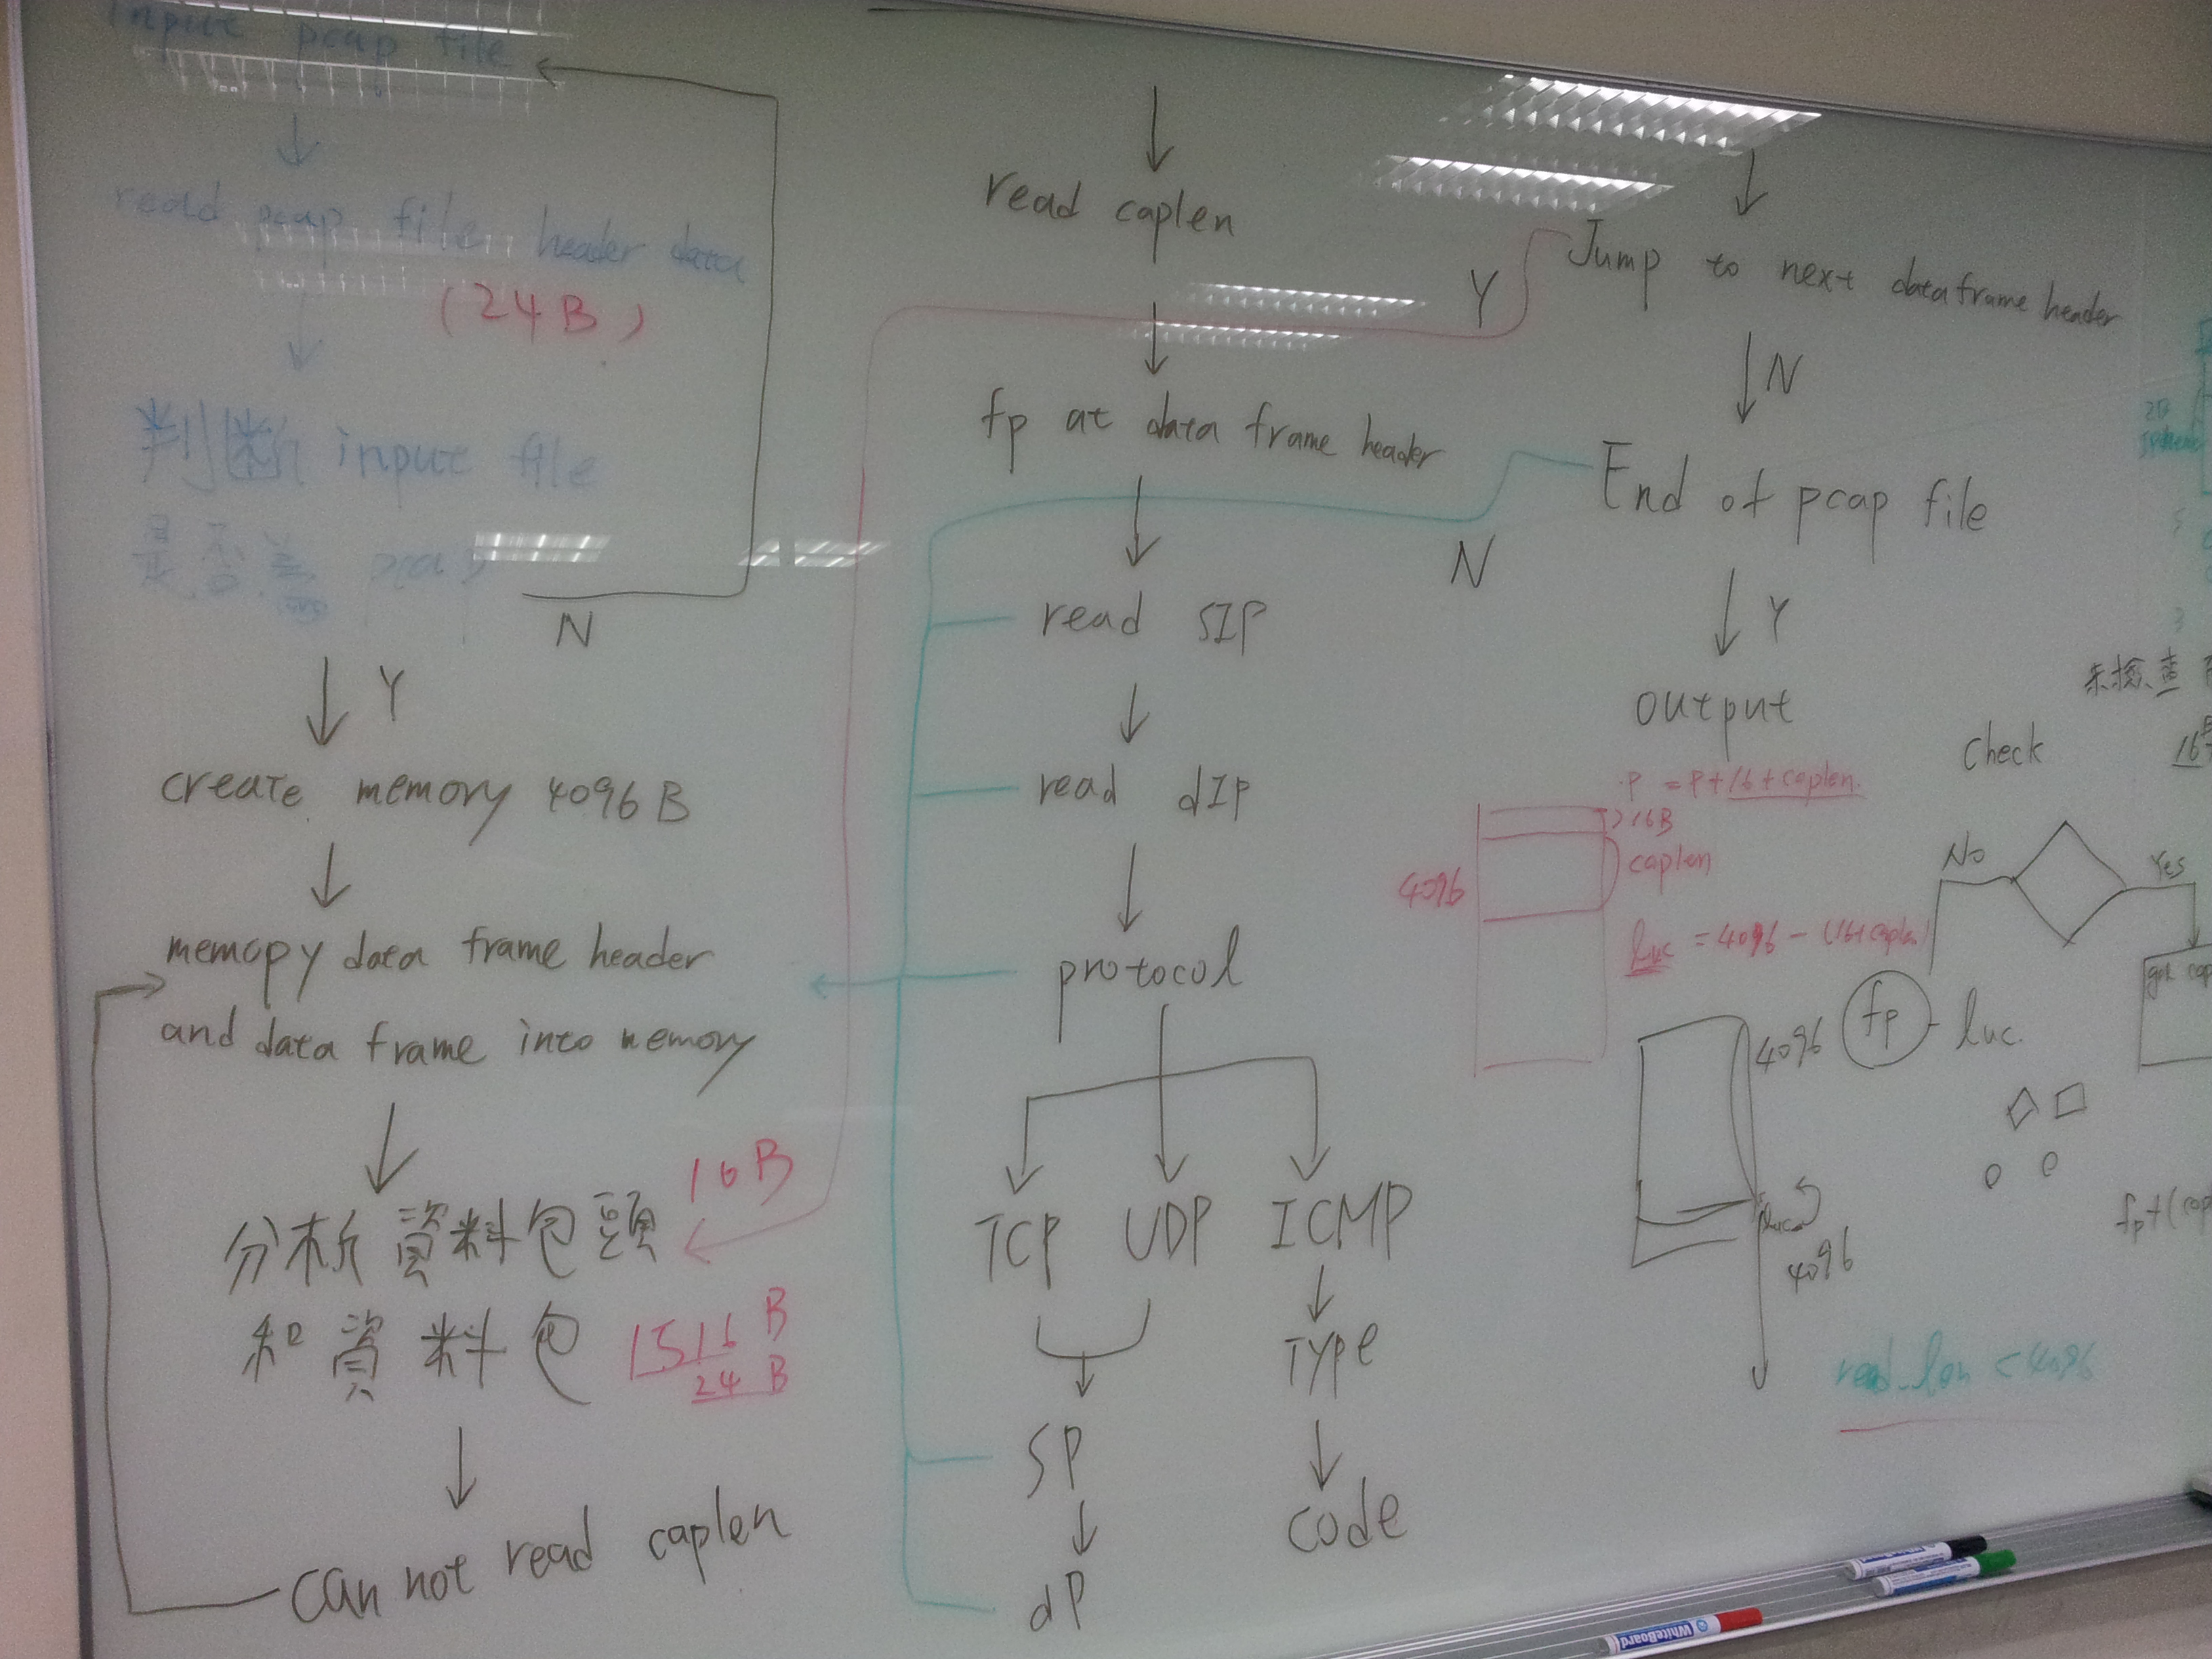 input pcap file
read pcap file header data
(24B)
判断 input file
是否為 pcap
N
Y
create memory 4096B
memcpy data frame header
and data frame into memory
分析資料包頭 16B
和資料包 1516 B
24 B
can not read caplen
read caplen
fp at data frame header
read SIP
read dIP
protocol
TCP UDP ICMP
TYPE
SP
code
dP
Jump to next data frame header
Y
N
End of pcap file
N
Y
output
P = P+16+caplen
16B
caplen
4096
luc = 4096 - (16+caplen)
4096
fp - luc
4096
read_len < 4096
未檢查
Check
16
No
Yes
get cap
fp+(cap
WhiteBoard